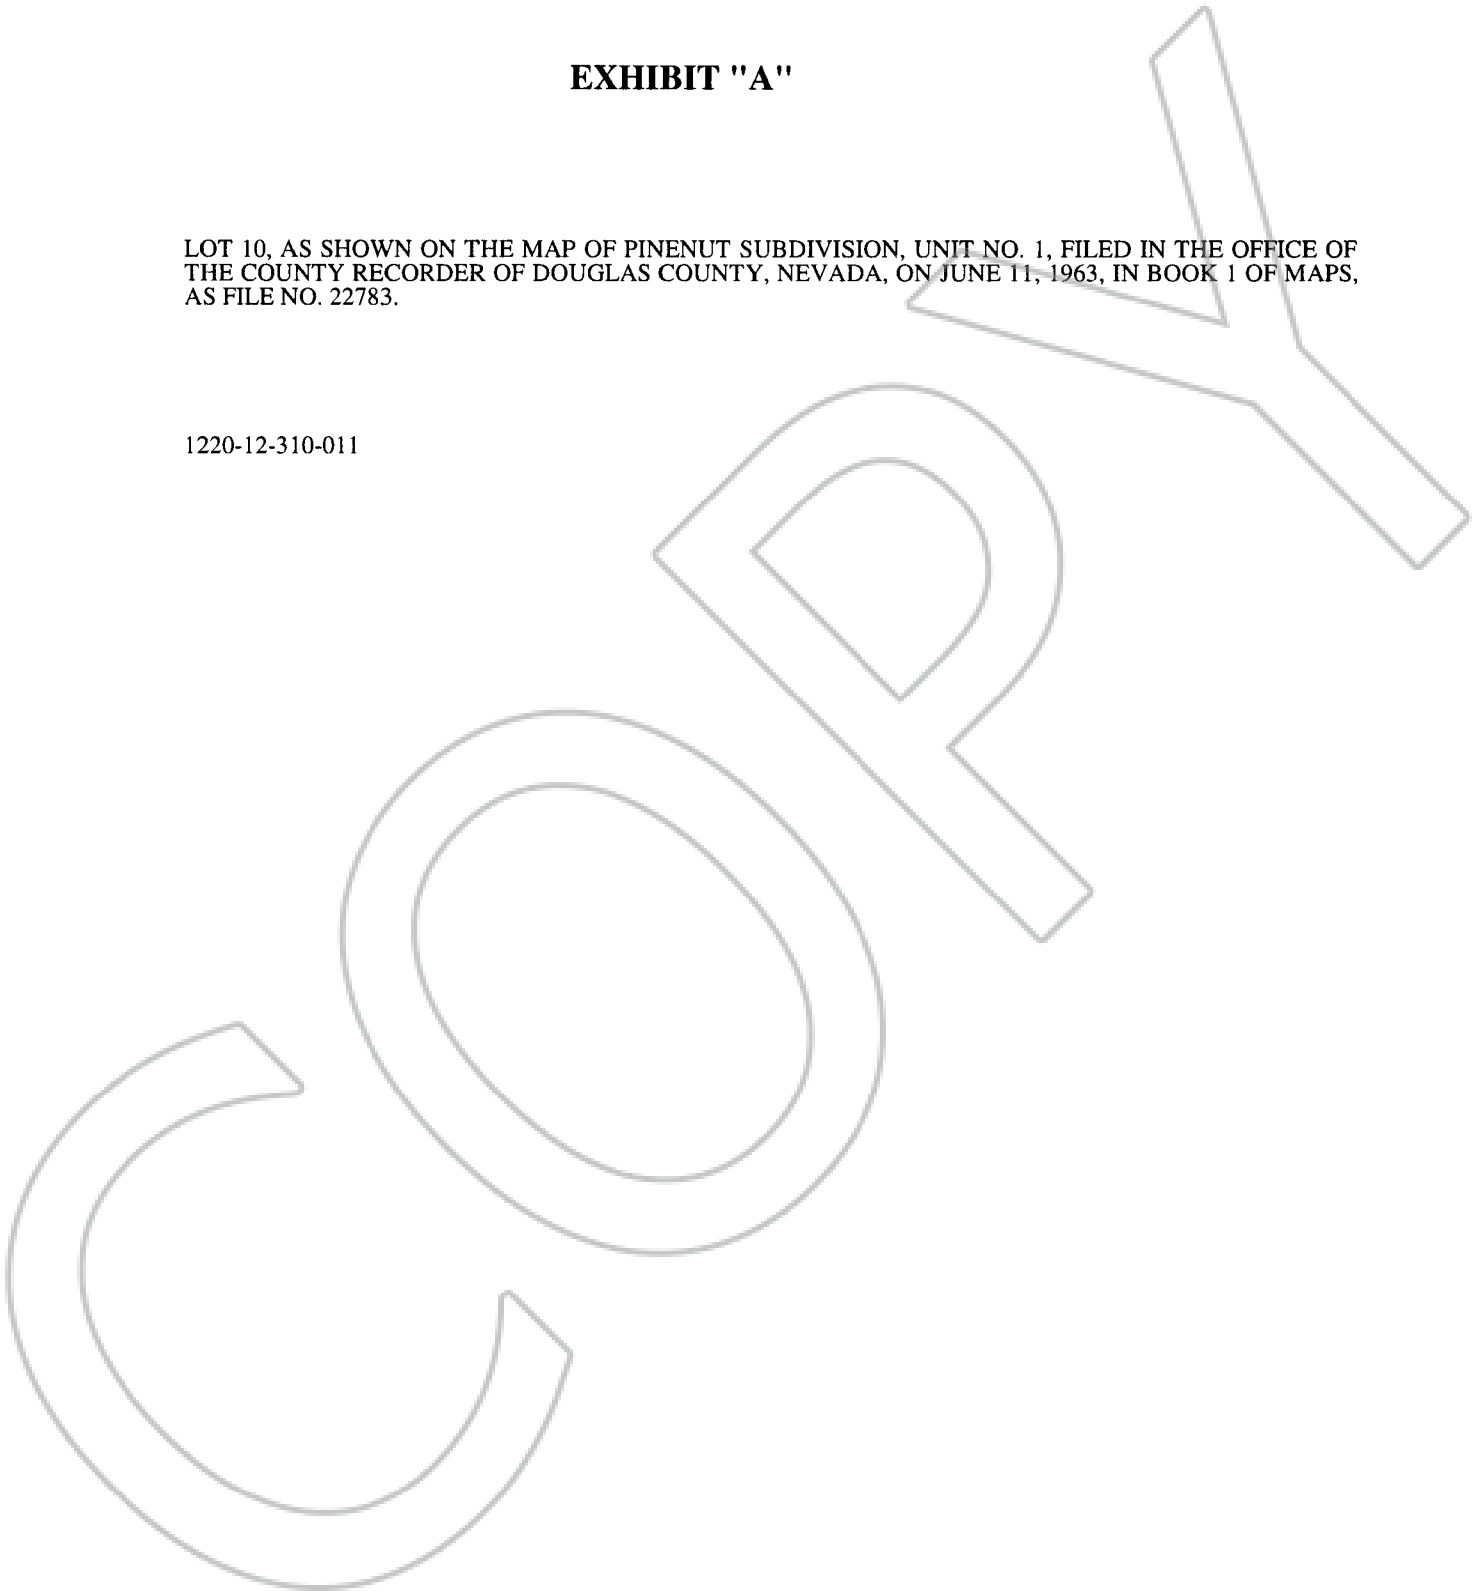 EXHIBIT "A"
LOT 10, AS SHOWN ON THE MAP OF PINENUT SUBDIVISION, UNIT NO. 1, FILED IN THE OFFICE OF
THE COUNTY RECORDER OF DOUGLAS COUNTY, NEVADA, ON JUNE 11, 1963, IN BOOK 1 OF MAPS,
AS FILE NO. 22783.
1220-12-310-011
COPY